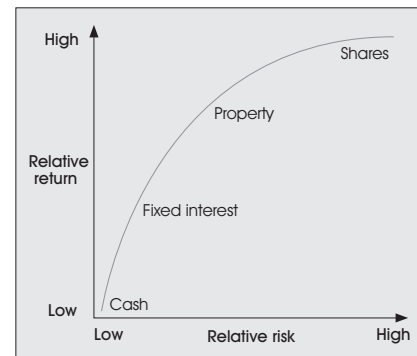 High
Shares
Property
Relative
return
Fixed interest
Cash
Low
Low
Relative risk
High